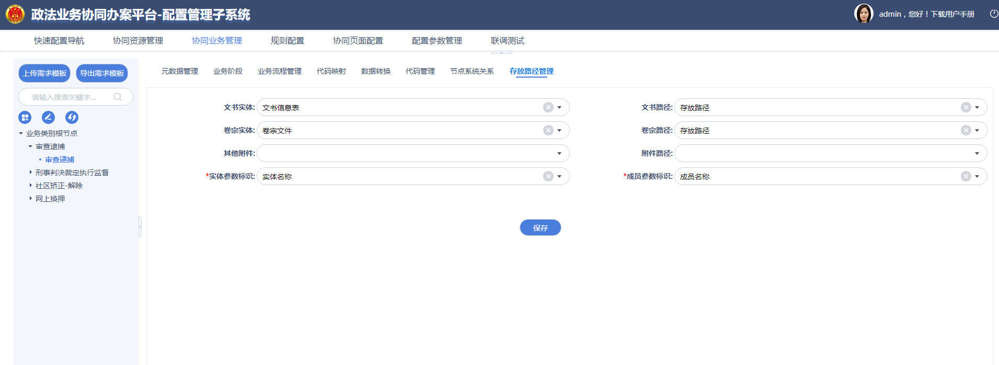 政法业务协同办案平台-配置管理子系统
admin，您好！下载用户手册
快速配置导航 协同资源管理 协同业务管理 规则配置 协同页面配置 配置参数管理 联调测试
上传需求模板 导出需求模板
请输入搜索关键字...
业务类别根节点
审查逮捕
审查逮捕
刑事判决裁定执行监督
社区矫正-解除
网上换押
元数据管理 业务阶段 业务流程管理 代码映射 数据转换 代码管理 节点系统关系 存放路径管理
文书实体: 文书信息表 文书路径: 存放路径
卷宗实体: 卷宗文件 卷宗路径: 存放路径
其他附件: 附件路径:
*实体参数标识: 实体名称 *成员参数标识: 成员名称
保存